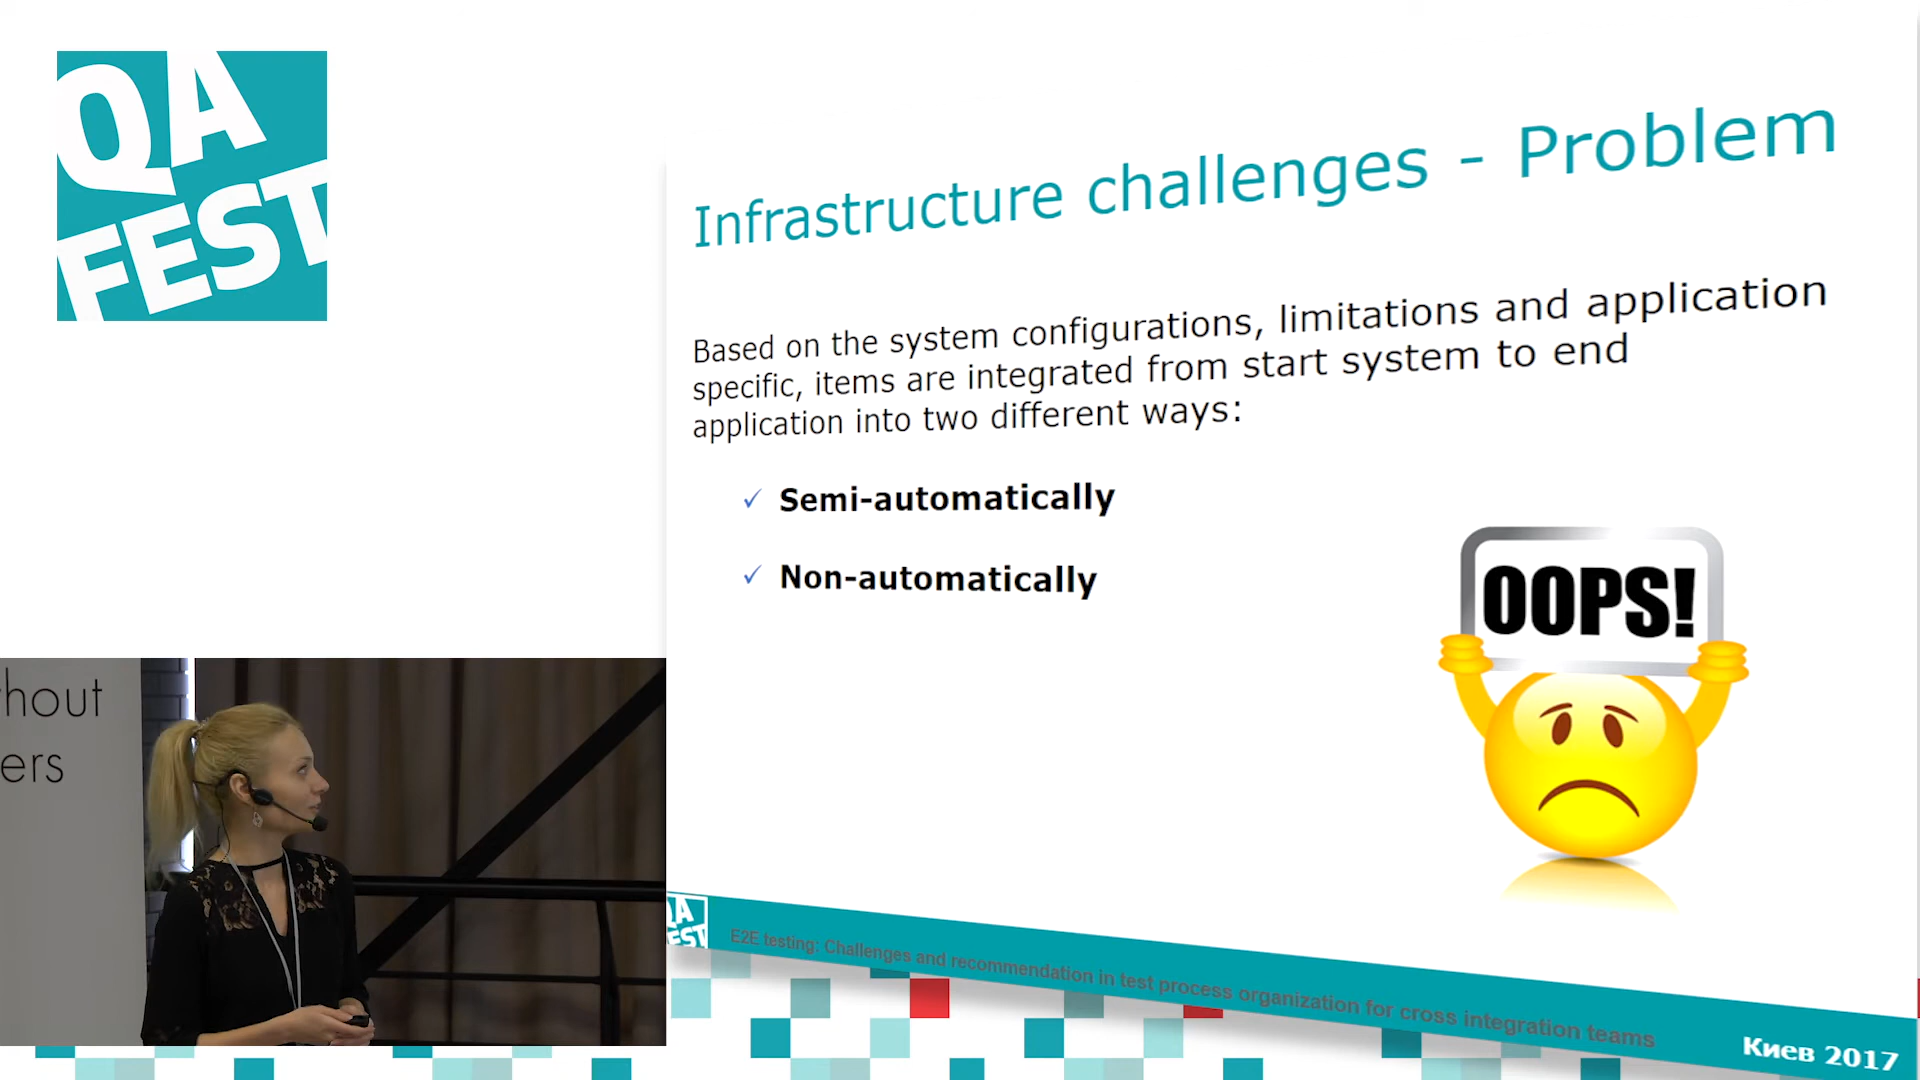 QA
FEST
Infrastructure challenges - Problem
Based on the system configurations, limitations and application
specific, items are integrated from start system to end
application into two different ways:
✓ Semi-automatically
✓ Non-automatically
OOPS!
hout
ers
QA
FEST
E2E testing: Challenges and recommendation in test process organization for cross integration teams
Киев 2017